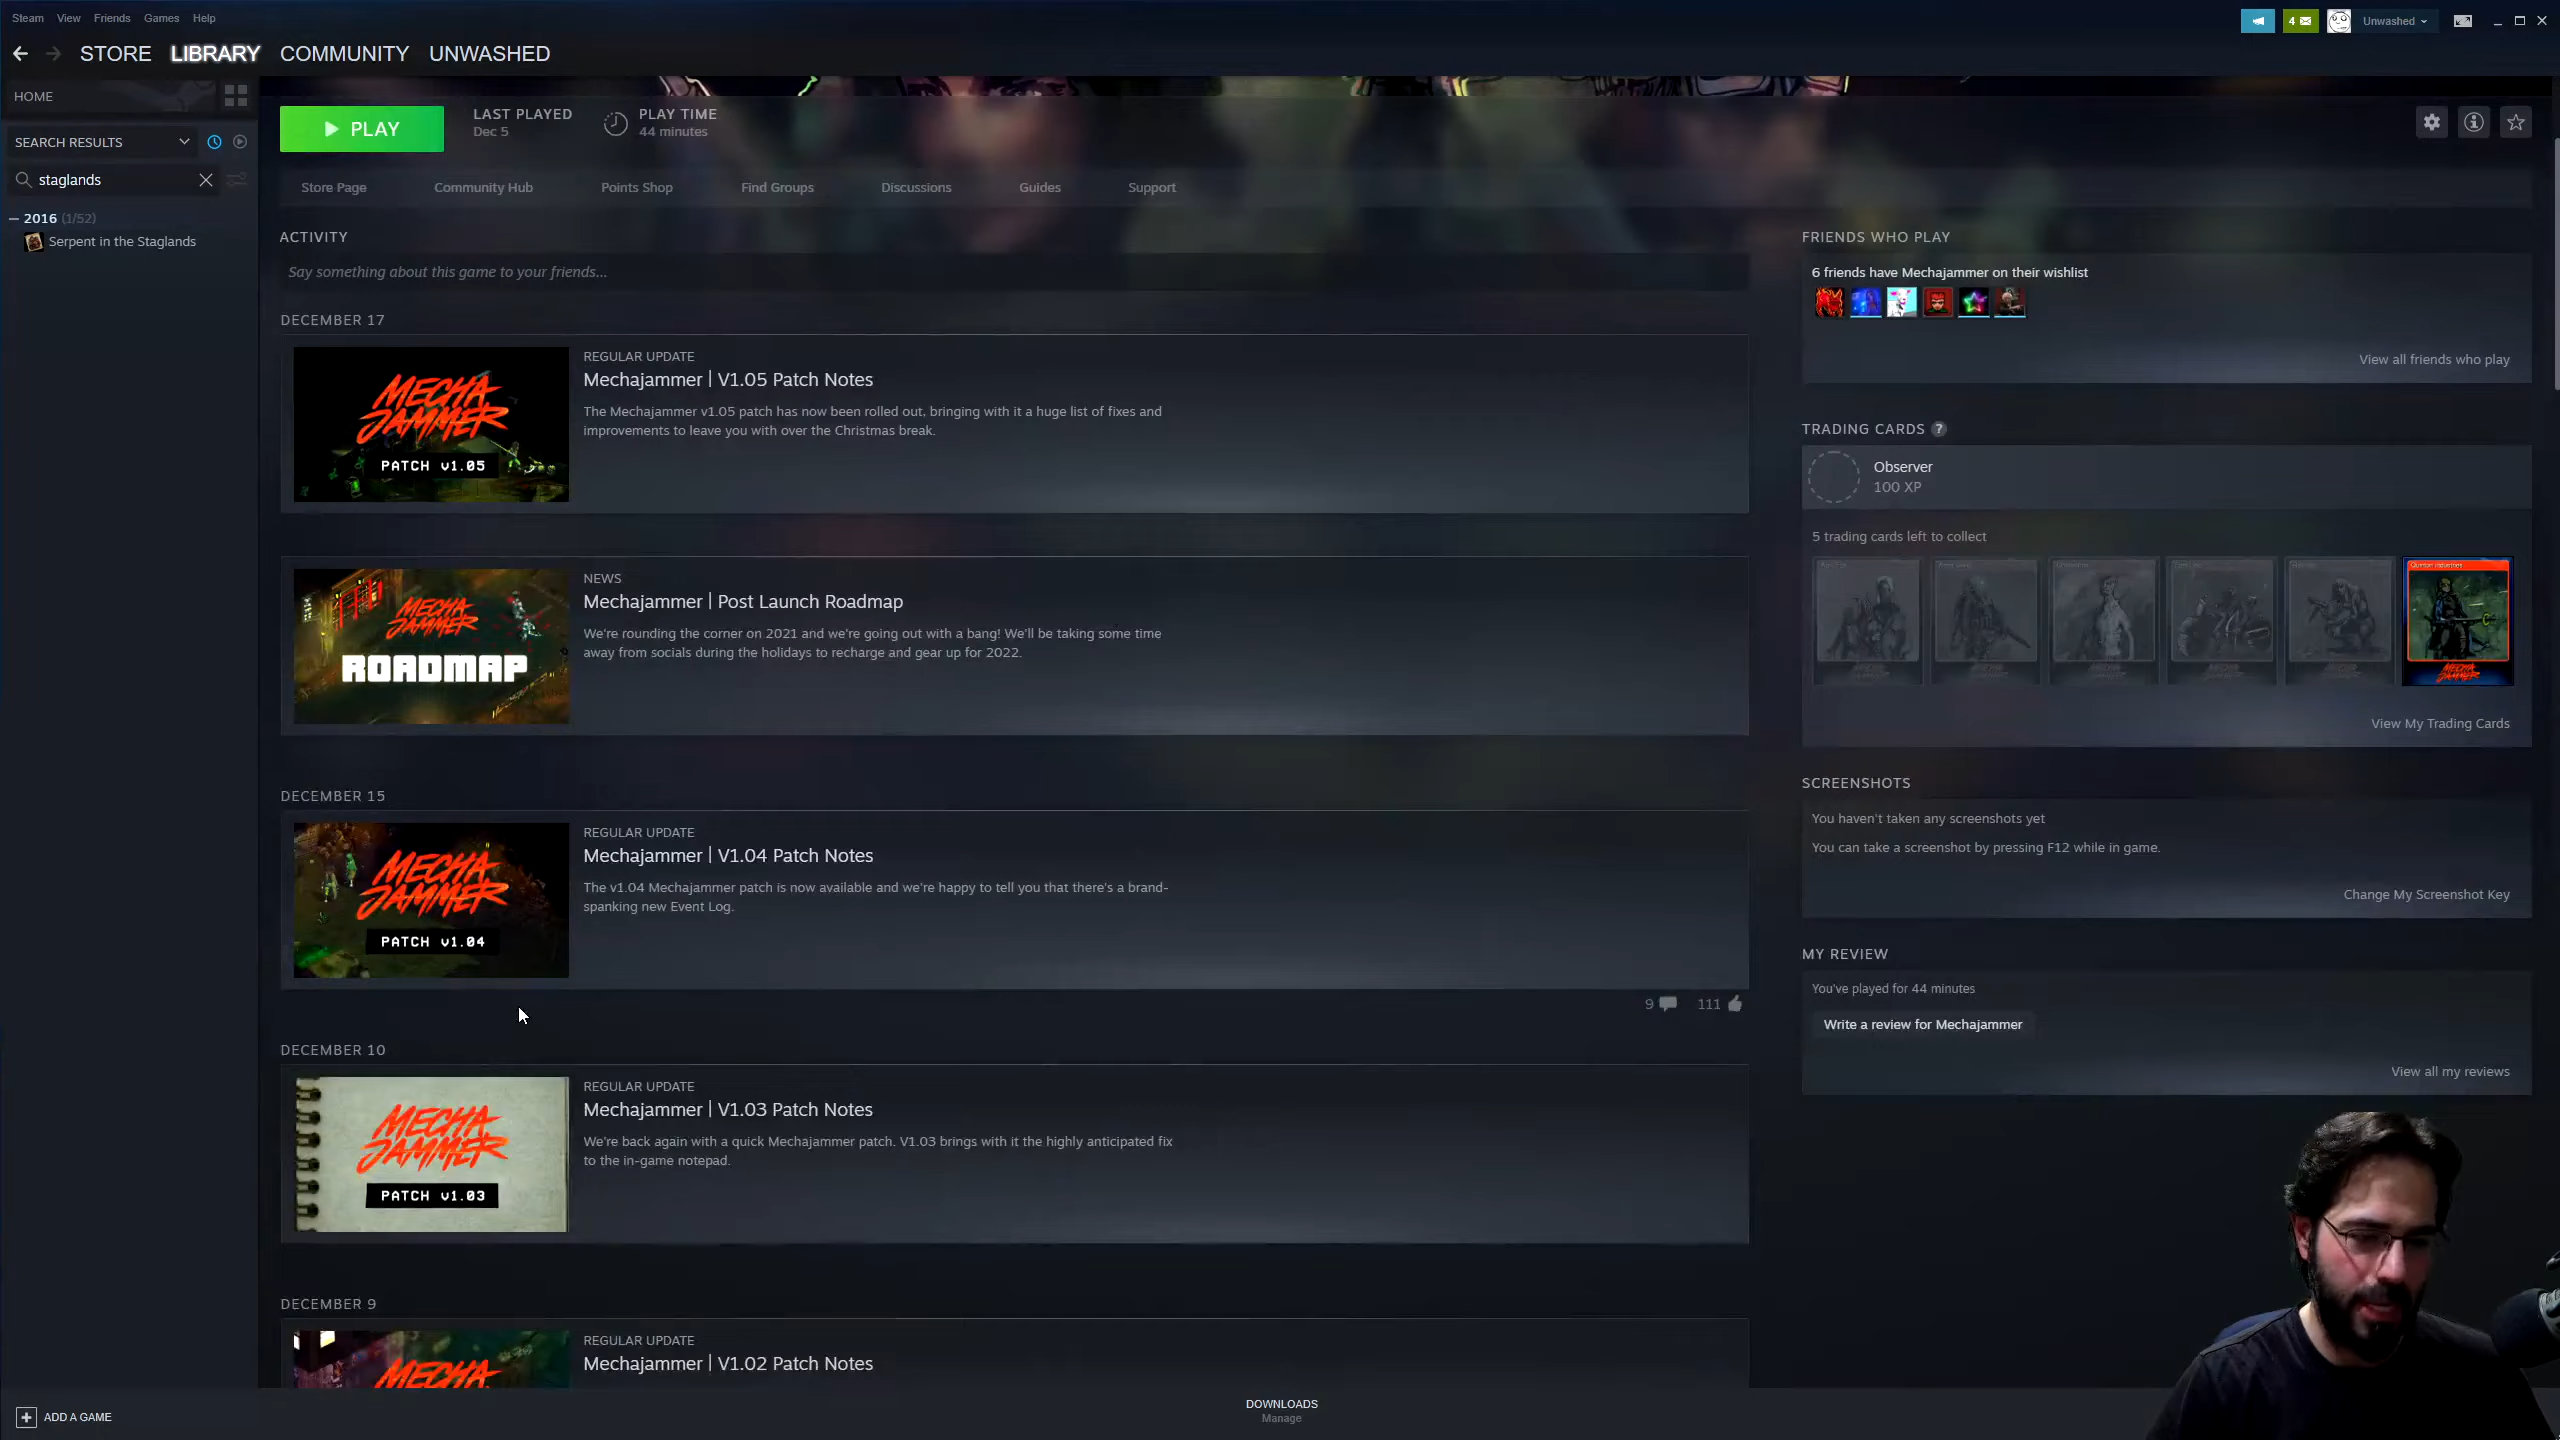 Steam View Friends Games Help
4 Unwashed
STORE LIBRARY COMMUNITY UNWASHED
HOME
SEARCH RESULTS
staglands
2016 (1/52)
Serpent in the Staglands
PLAY
LAST PLAYED
Dec 5
PLAY TIME
44 minutes
Store Page Community Hub Points Shop Find Groups Discussions Guides Support
ACTIVITY
Say something about this game to your friends...
DECEMBER 17
MECHA
JAMMER
PATCH v1.05
REGULAR UPDATE
Mechajammer | V1.05 Patch Notes
The Mechajammer v1.05 patch has now been rolled out, bringing with it a huge list of fixes and
improvements to leave you with over the Christmas break.
MECHA
JAMMER
ROADMAP
NEWS
Mechajammer | Post Launch Roadmap
We're rounding the corner on 2021 and we're going out with a bang! We'll be taking some time
away from socials during the holidays to recharge and gear up for 2022.
DECEMBER 15
MECHA
JAMMER
PATCH v1.04
REGULAR UPDATE
Mechajammer | V1.04 Patch Notes
The v1.04 Mechajammer patch is now available and we're happy to tell you that there's a brand-
spanking new Event Log.
9 111
DECEMBER 10
MECHA
JAMMER
PATCH v1.03
REGULAR UPDATE
Mechajammer | V1.03 Patch Notes
We're back again with a quick Mechajammer patch. V1.03 brings with it the highly anticipated fix
to the in-game notepad.
DECEMBER 9
MECHA
REGULAR UPDATE
Mechajammer | V1.02 Patch Notes
FRIENDS WHO PLAY
6 friends have Mechajammer on their wishlist
View all friends who play
TRADING CARDS ?
Observer
100 XP
5 trading cards left to collect
Quinton Industries
MECHA
JAMMER
View My Trading Cards
SCREENSHOTS
You haven't taken any screenshots yet
You can take a screenshot by pressing F12 while in game.
Change My Screenshot Key
MY REVIEW
You've played for 44 minutes
Write a review for Mechajammer
View all my reviews
ADD A GAME
DOWNLOADS
Manage